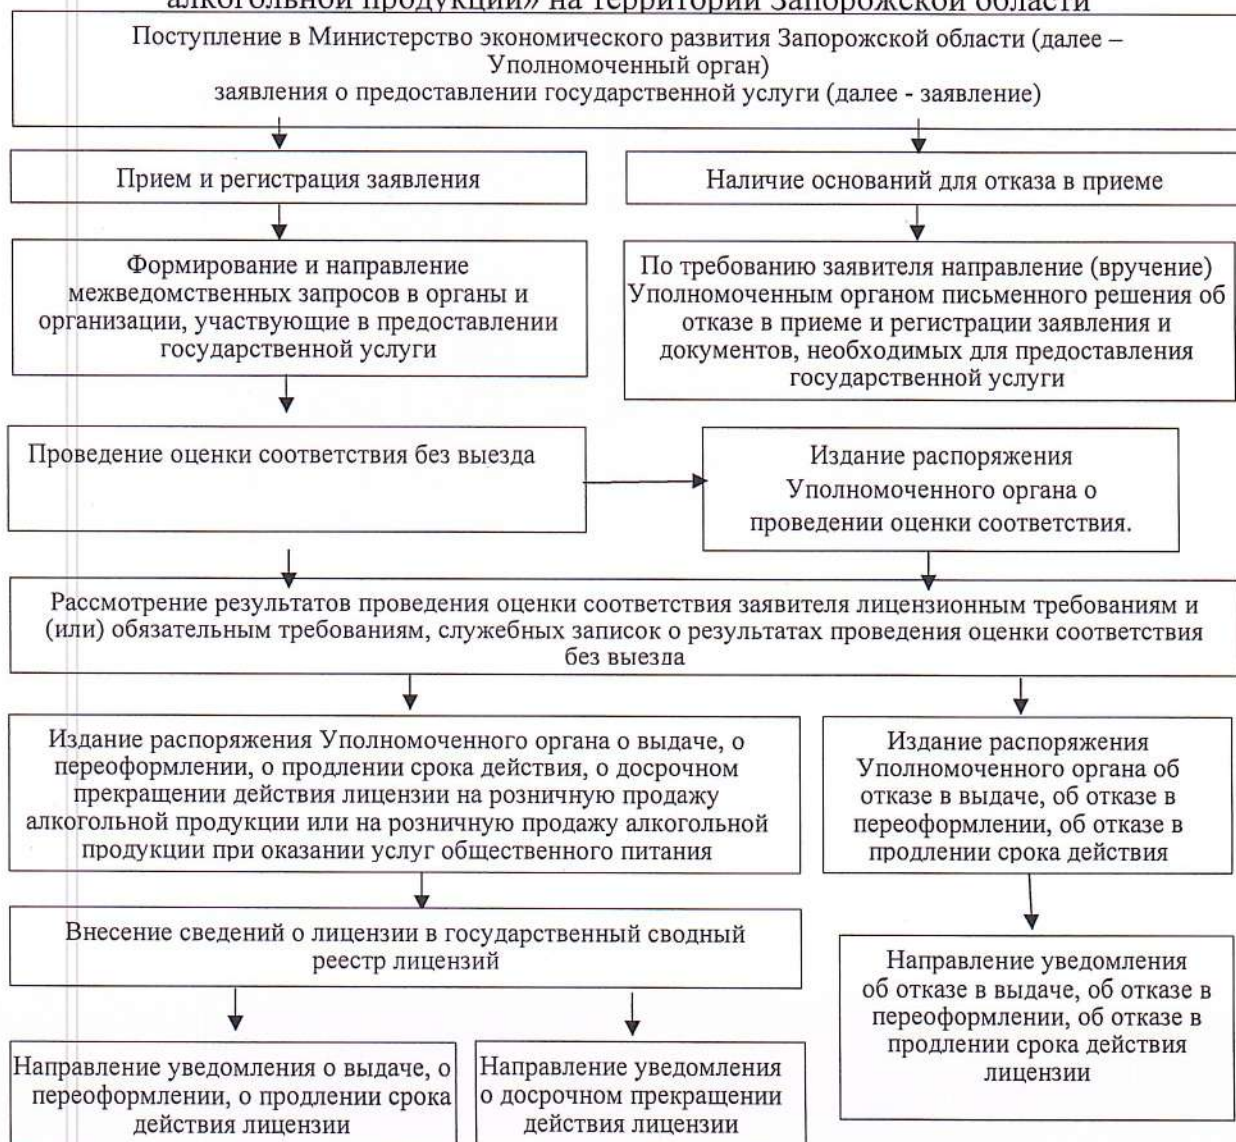 алкогольной продукции» на территории Запорожской области
Поступление в Министерство экономического развития Запорожской области (далее –
Уполномоченный орган)
заявления о предоставлении государственной услуги (далее - заявление)
Прием и регистрация заявления
Наличие оснований для отказа в приеме
Формирование и направление
межведомственных запросов в органы и
организации, участвующие в предоставлении
государственной услуги
По требованию заявителя направление (вручение)
Уполномоченным органом письменного решения об
отказе в приеме и регистрации заявления и
документов, необходимых для предоставления
государственной услуги
Проведение оценки соответствия без выезда
Издание распоряжения
Уполномоченного органа о
проведении оценки соответствия.
Рассмотрение результатов проведения оценки соответствия заявителя лицензионным требованиям и
(или) обязательным требованиям, служебных записок о результатах проведения оценки соответствия
без выезда
Издание распоряжения Уполномоченного органа о выдаче, о
переоформлении, о продлении срока действия, о досрочном
прекращении действия лицензии на розничную продажу
алкогольной продукции или на розничную продажу алкогольной
продукции при оказании услуг общественного питания
Издание распоряжения
Уполномоченного органа об
отказе в выдаче, об отказе в
переоформлении, об отказе в
продлении срока действия
Внесение сведений о лицензии в государственный сводный
реестр лицензий
Направление уведомления
об отказе в выдаче, об отказе в
переоформлении, об отказе в
продлении срока действия
лицензии
Направление уведомления о выдаче, о
переоформлении, о продлении срока
действия лицензии
Направление уведомления
о досрочном прекращении
действия лицензии